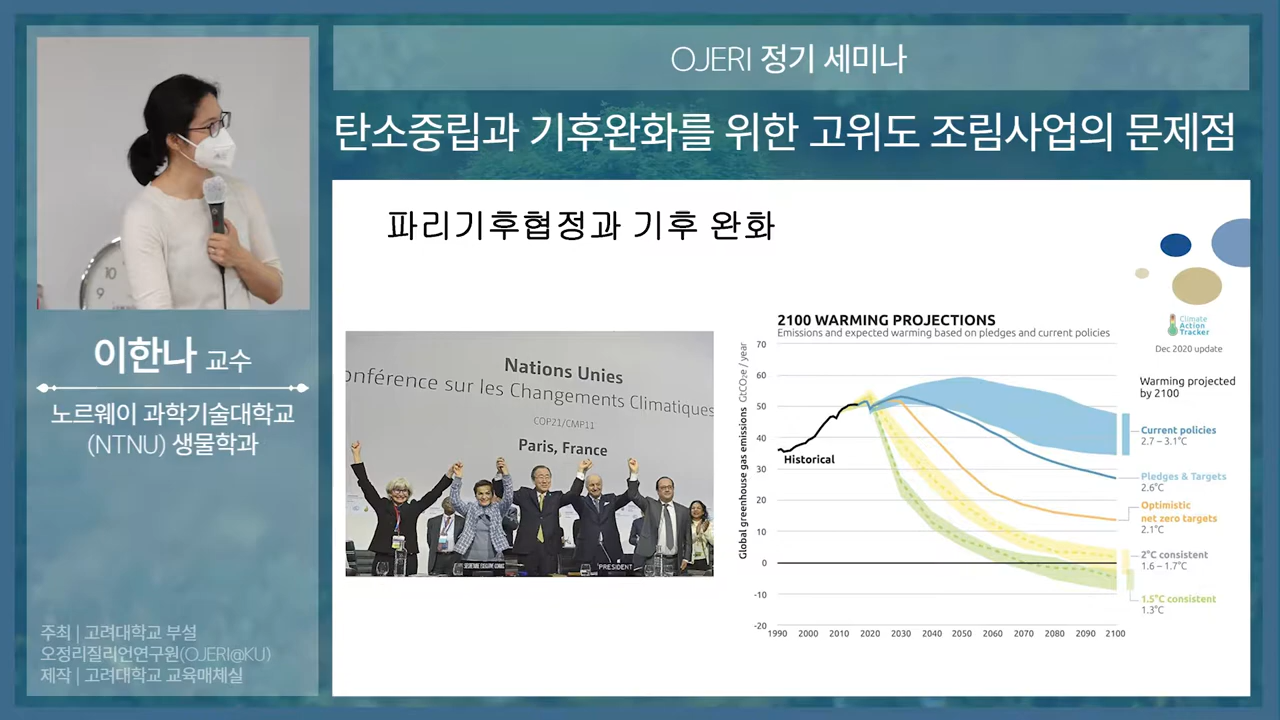 OJERI 정기 세미나
탄소중립과 기후완화를 위한 고위도 조림사업의 문제점
10
9
이한나 교수
노르웨이 과학기술대학교
(NTNU) 생물학과
주최 | 고려대학교 부설
오정리질리언연구원(OJERI@KU)
제작 | 고려대학교 교육매체실
파리기후협정과 기후 완화
Nations Unies
onférence sur les Changements Climatiques
COP21/CMP11
Paris, France
PRESIDENT
2100 WARMING PROJECTIONS
Emissions and expected warming based on pledges and current policies
Climate
Action
Tracker
Dec 2020 update
Global greenhouse gas emissions GtCO₂e / year
70
60
50
40
30
20
10
0
-10
-20
Historical
1990 2000 2010 2020 2030 2040 2050 2060 2070 2080 2090 2100
Warming projected
by 2100
Current policies
2.7 – 3.1°C
Pledges & Targets
2.6°C
Optimistic
net zero targets
2.1°C
2°C consistent
1.6 – 1.7°C
1.5°C consistent
1.3°C